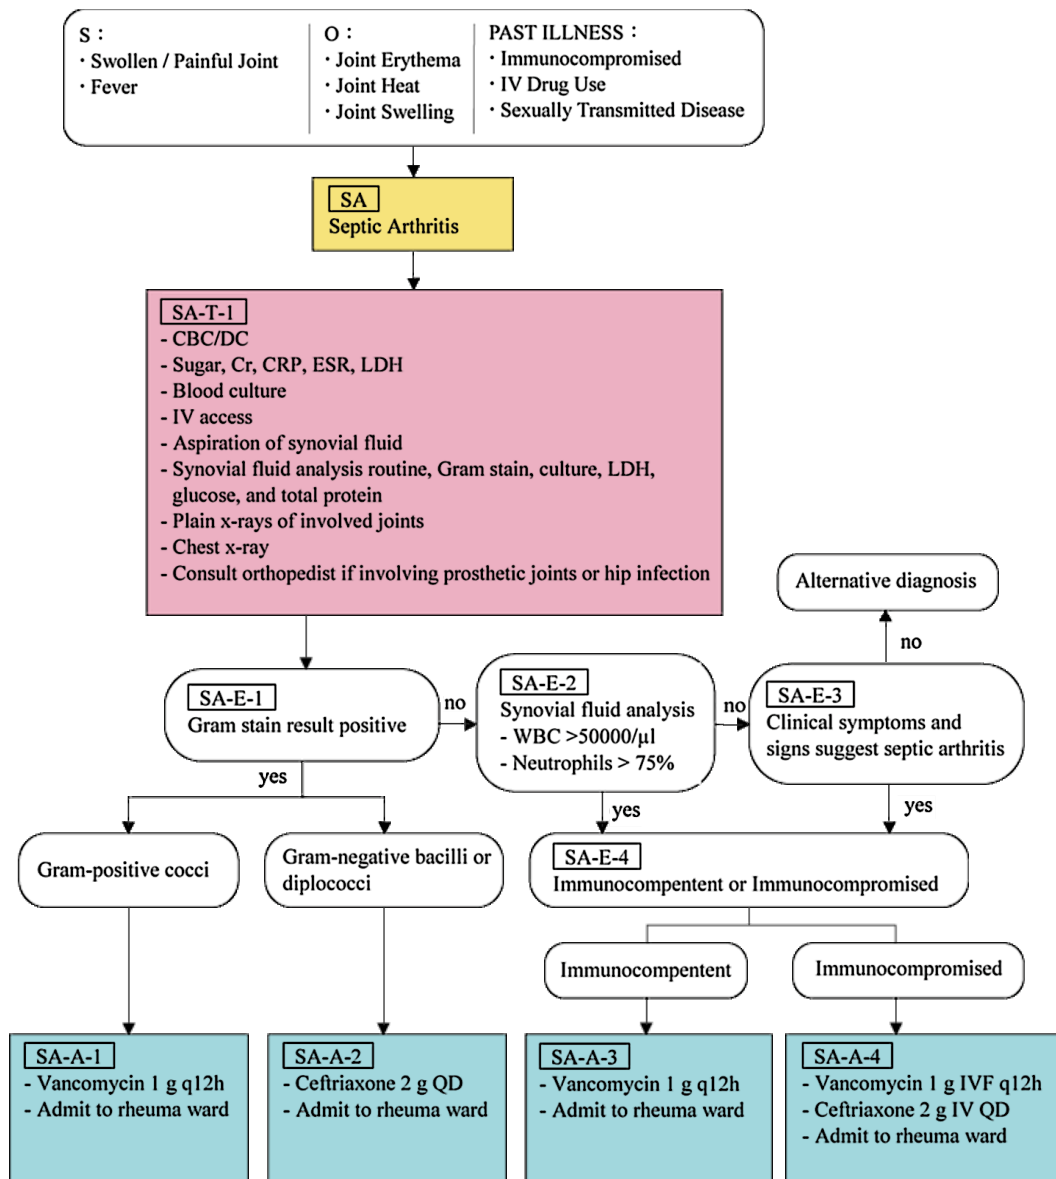 S：
· Swollen / Painful Joint
· Fever
O：
· Joint Erythema
· Joint Heat
· Joint Swelling
PAST ILLNESS：
· Immunocompromised
· IV Drug Use
· Sexually Transmitted Disease
SA
Septic Arthritis
SA-T-1
- CBC/DC
- Sugar, Cr, CRP, ESR, LDH
- Blood culture
- IV access
- Aspiration of synovial fluid
- Synovial fluid analysis routine, Gram stain, culture, LDH,
glucose, and total protein
- Plain x-rays of involved joints
- Chest x-ray
- Consult orthopedist if involving prosthetic joints or hip infection
Alternative diagnosis
no
SA-E-1
Gram stain result positive
no
SA-E-2
Synovial fluid analysis
- WBC >50000/μl
- Neutrophils > 75%
no
SA-E-3
Clinical symptoms and
signs suggest septic arthritis
yes
yes
yes
Gram-positive cocci
Gram-negative bacilli or
diplococci
SA-E-4
Immunocompentent or Immunocompromised
Immunocompentent
Immunocompromised
SA-A-1
- Vancomycin 1 g q12h
- Admit to rheuma ward
SA-A-2
- Ceftriaxone 2 g QD
- Admit to rheuma ward
SA-A-3
- Vancomycin 1 g q12h
- Admit to rheuma ward
SA-A-4
- Vancomycin 1 g IVF q12h
- Ceftriaxone 2 g IV QD
- Admit to rheuma ward